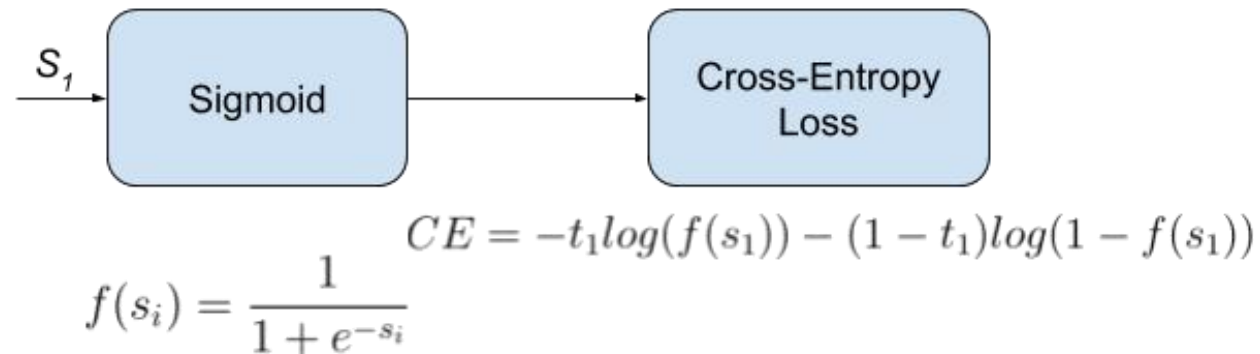 S₁
Sigmoid
Cross-Entropy
Loss
CE = −t₁log(f(s₁)) − (1 − t₁)log(1 − f(s₁))
f(sᵢ) = 1 / (1 + e^{−sᵢ})